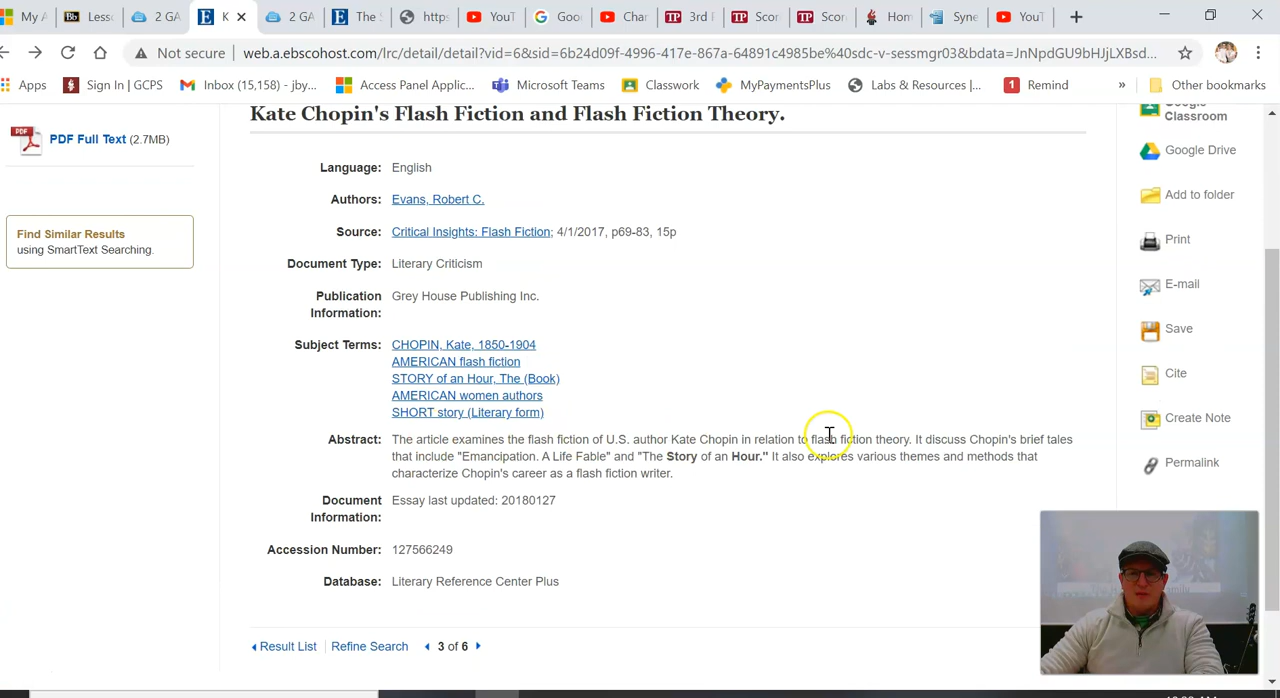 My A
Bb Lesso
2 GA
K
2 GA
The S
https
YouT
Goo
Char
3rd P
Scor
Scor
Hom
Syne
YouT
Not secure
web.a.ebscohost.com/lrc/detail/detail?vid=6&sid=6b24d09f-4996-417e-867a-64891c4985be%40sdc-v-sessmgr03&bdata=JnNpdGU9bHJjLXBsd...
Apps
Sign In | GCPS
Inbox (15,158) - jby...
Access Panel Applic...
Microsoft Teams
Classwork
MyPaymentsPlus
Labs & Resources |...
1 Remind
»
Other bookmarks
Kate Chopin's Flash Fiction and Flash Fiction Theory.
PDF Full Text (2.7MB)
Find Similar Results
using SmartText Searching.
Language: English
Authors: Evans, Robert C.
Source: Critical Insights: Flash Fiction; 4/1/2017, p69-83, 15p
Document Type: Literary Criticism
Publication Information: Grey House Publishing Inc.
Subject Terms: CHOPIN, Kate, 1850-1904
AMERICAN flash fiction
STORY of an Hour, The (Book)
AMERICAN women authors
SHORT story (Literary form)
Abstract: The article examines the flash fiction of U.S. author Kate Chopin in relation to flash fiction theory. It discuss Chopin's brief tales
that include "Emancipation. A Life Fable" and "The Story of an Hour." It also explores various themes and methods that
characterize Chopin's career as a flash fiction writer.
Document Information: Essay last updated: 20180127
Accession Number: 127566249
Database: Literary Reference Center Plus
Result List | Refine Search 3 of 6
Google
Classroom
Google Drive
Add to folder
Print
E-mail
Save
Cite
Create Note
Permalink